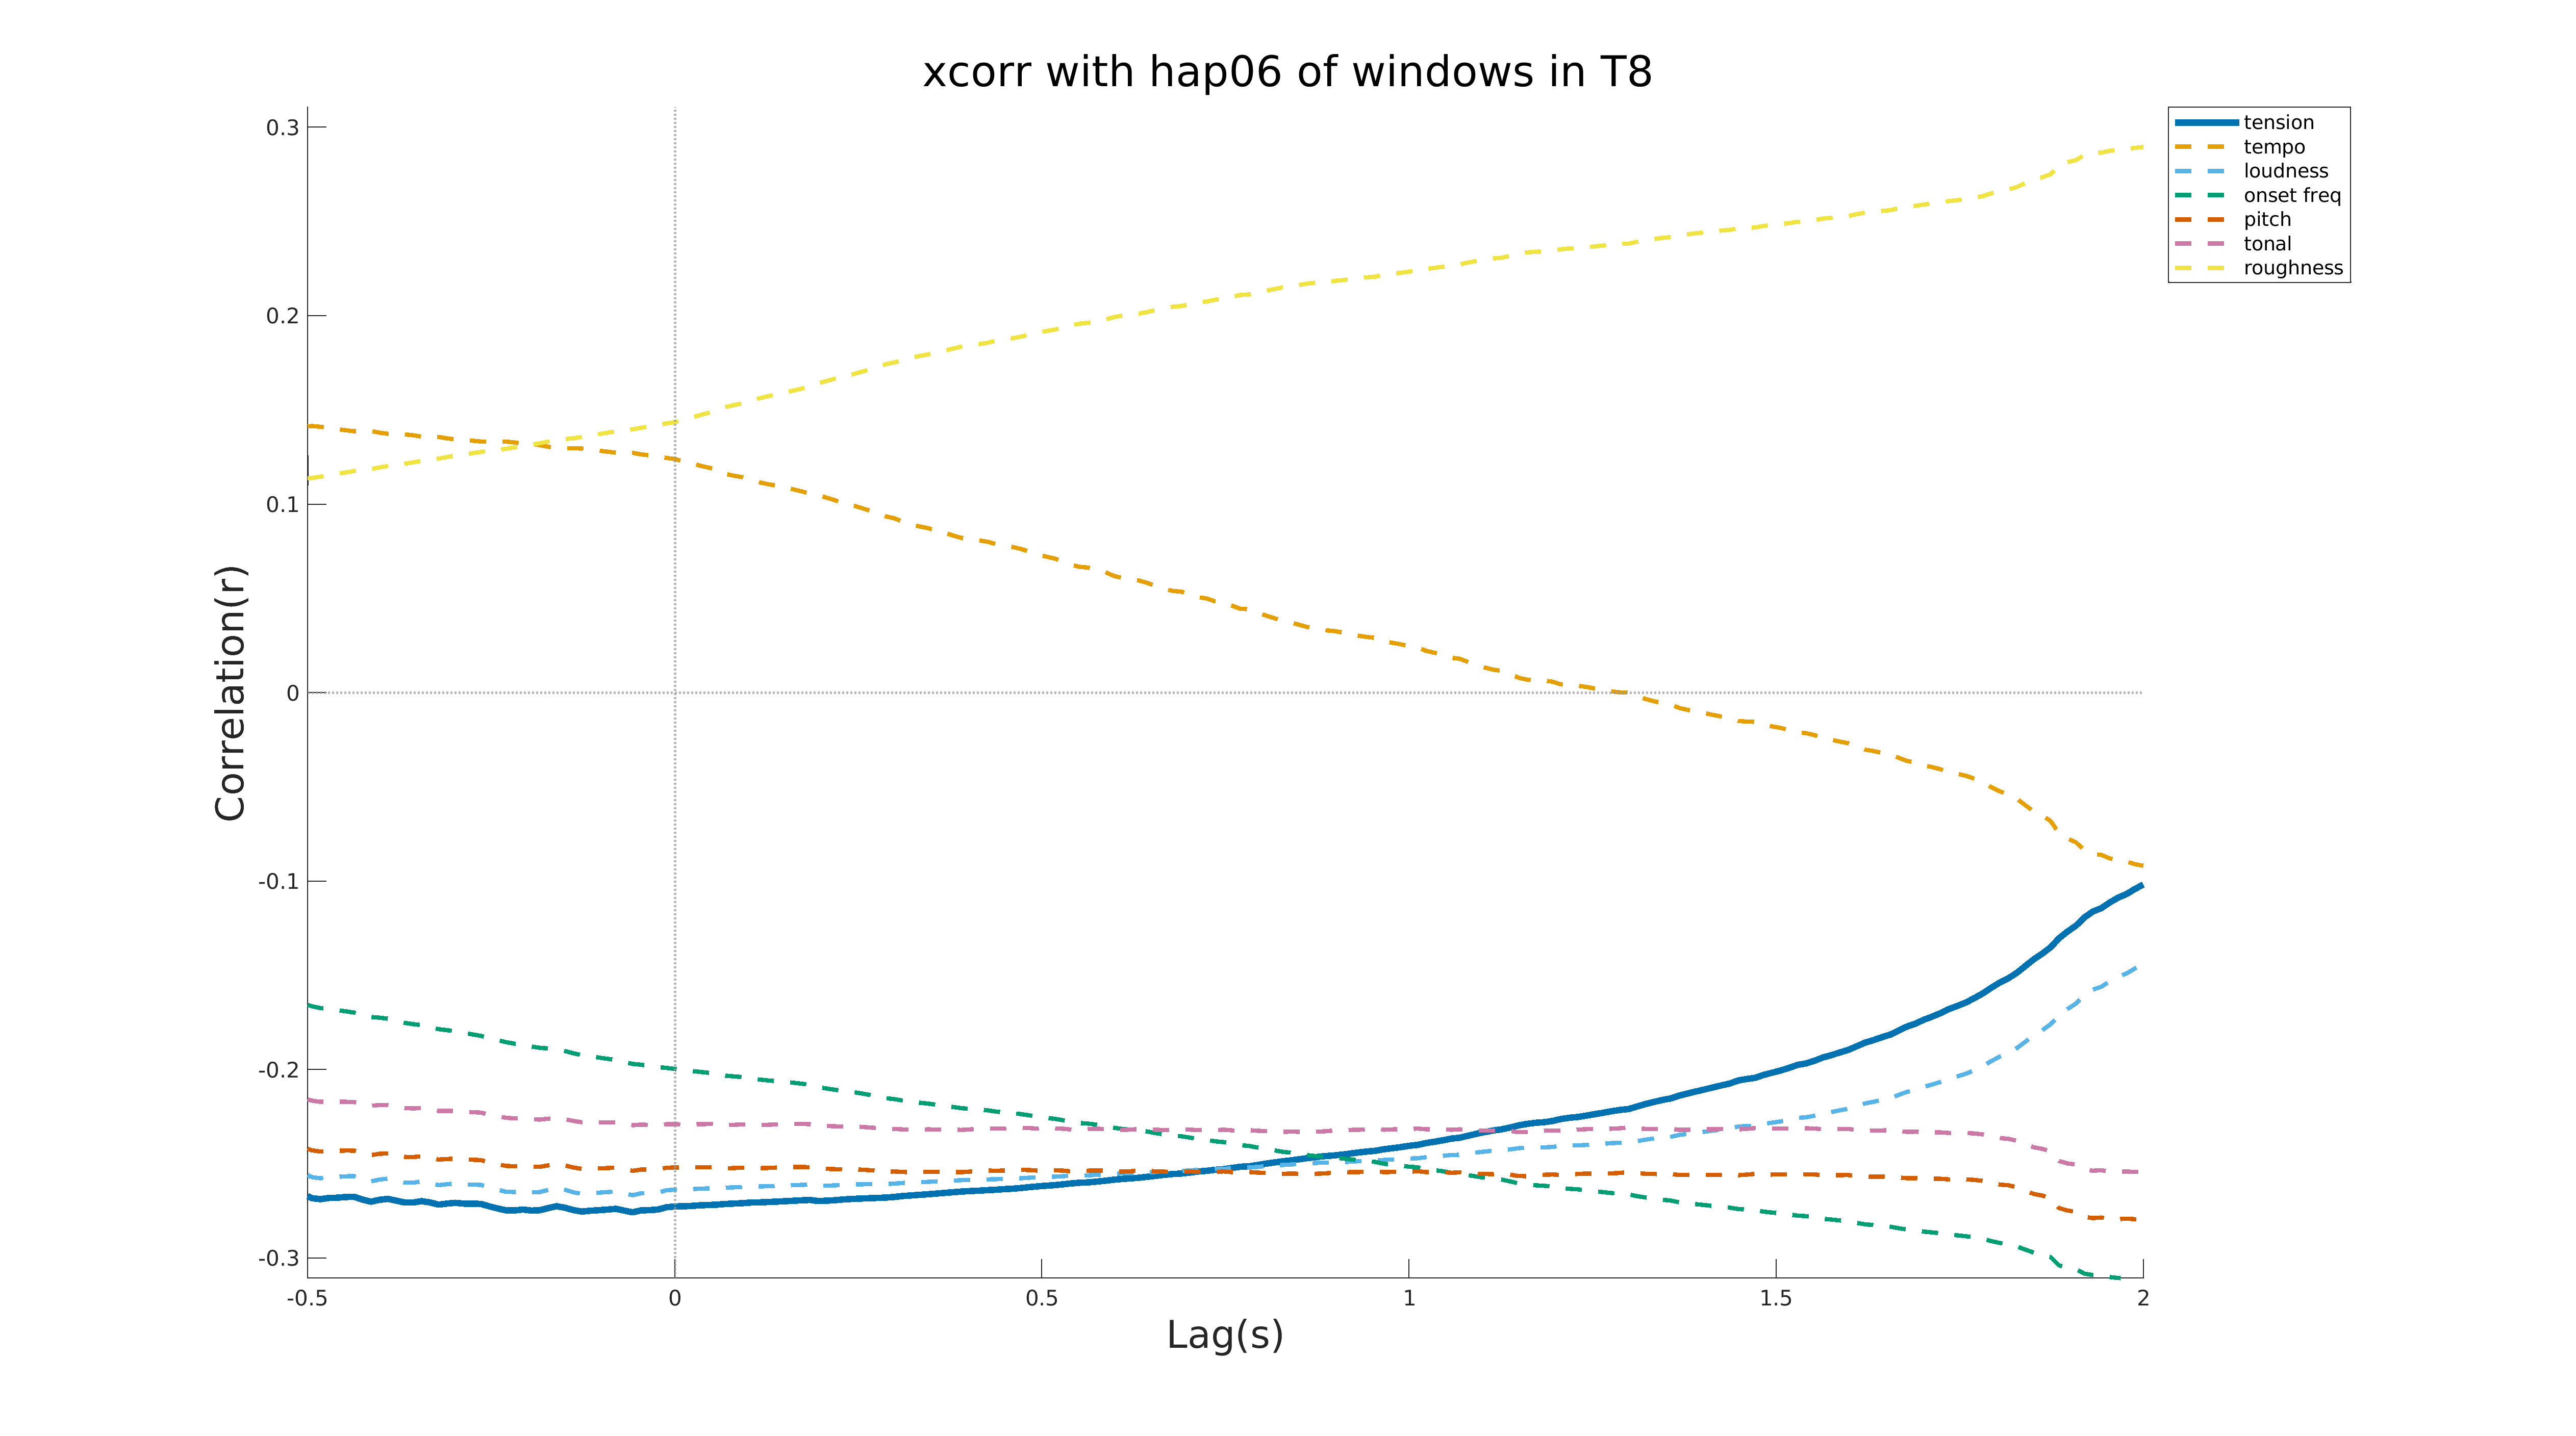 xcorr with hap06 of windows in T8
tension
tempo
loudness
onset freq
pitch
tonal
roughness
0.3
0.2
0.1
0
-0.1
-0.2
-0.3
Correlation(r)
-0.5
0
0.5
1
1.5
2
Lag(s)